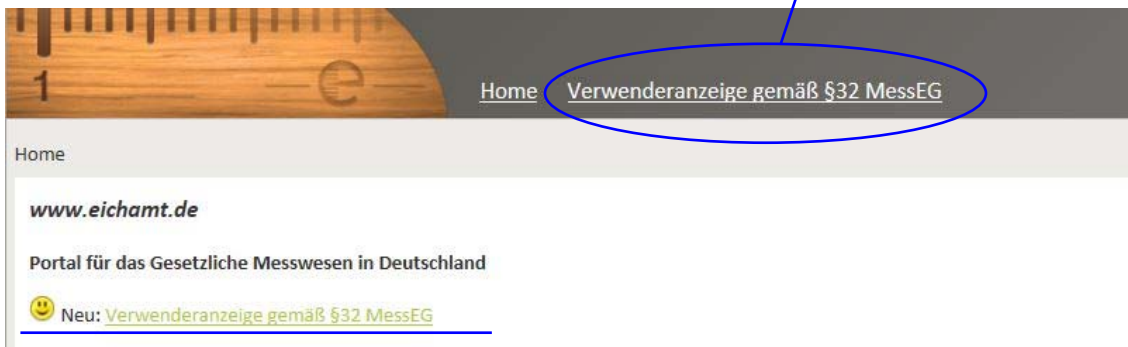 1 e
Home Verwenderanzeige gemäß §32 MessEG
Home
www.eichamt.de
Portal für das Gesetzliche Messwesen in Deutschland
Neu: Verwenderanzeige gemäß §32 MessEG